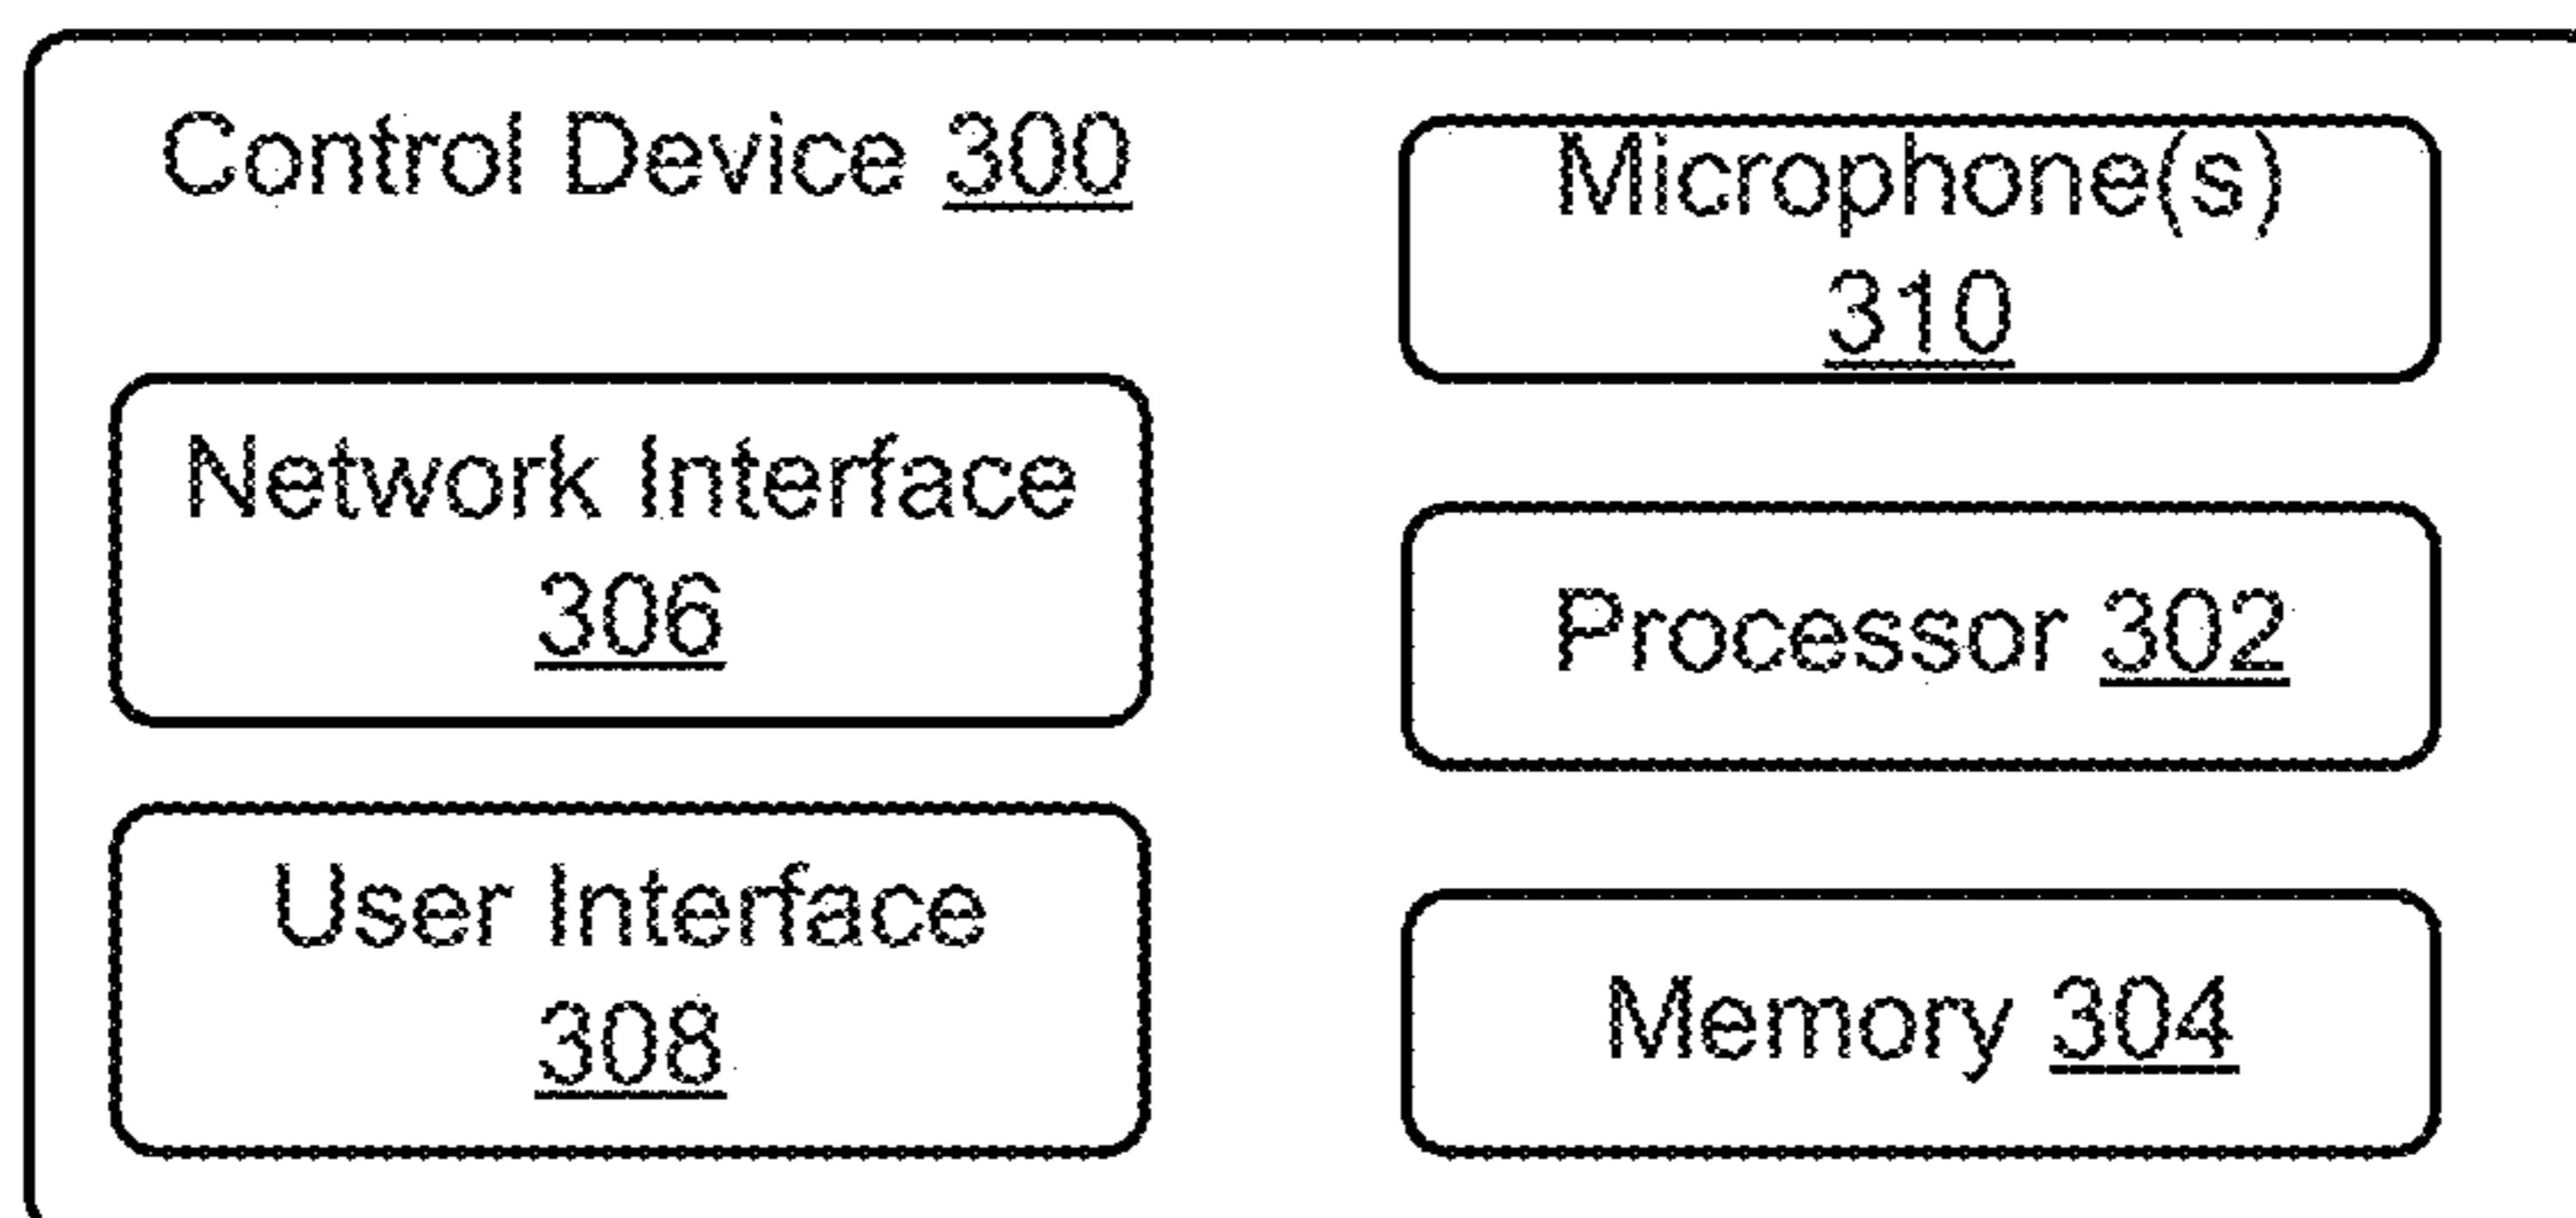 Control Device 300
Microphone(s)
310
Network Interface
306
Processor 302
User Interface
308
Memory 304